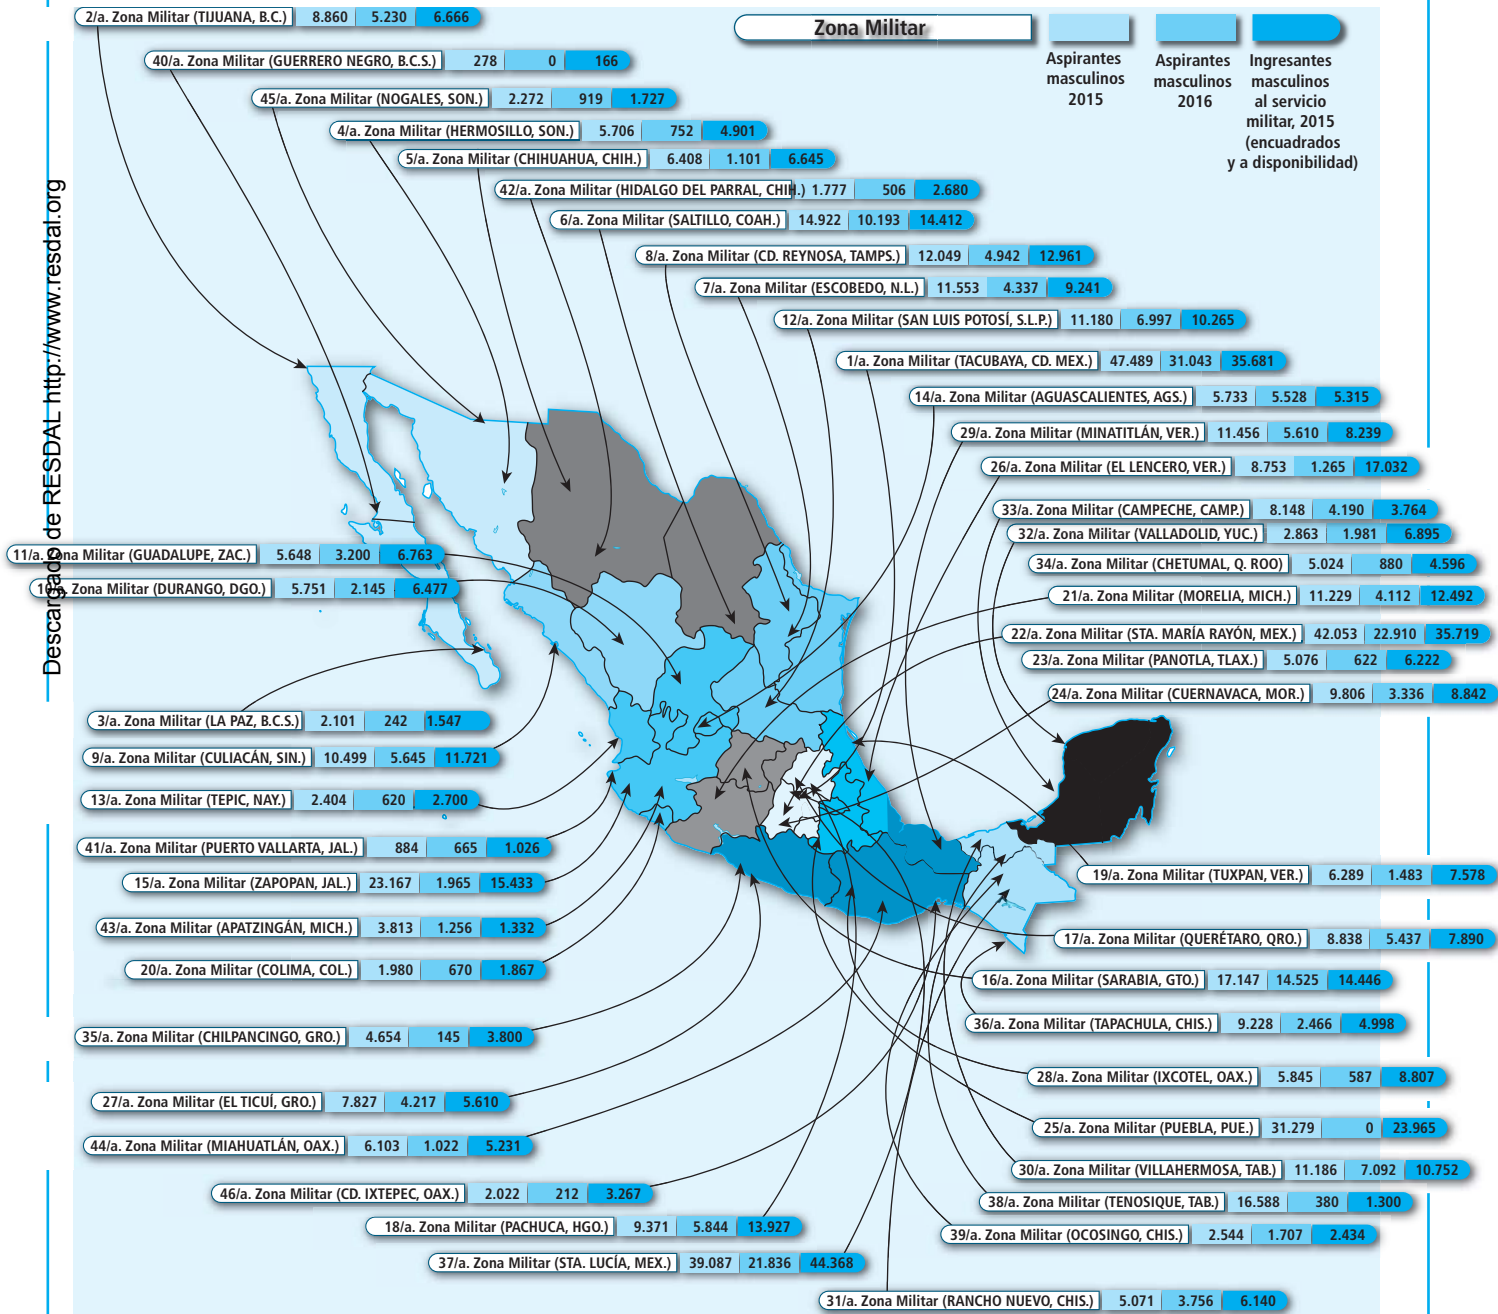 2/a. Zona Militar (TIJUANA, B.C.) 8.860 5.230 6.666
Zona Militar
Aspirantes masculinos 2015
Aspirantes masculinos 2016
Ingresantes masculinos al servicio militar, 2015 (encuadrados y a disponibilidad)
40/a. Zona Militar (GUERRERO NEGRO, B.C.S.) 278 0 166
45/a. Zona Militar (NOGALES, SON.) 2.272 919 1.727
4/a. Zona Militar (HERMOSILLO, SON.) 5.706 752 4.901
5/a. Zona Militar (CHIHUAHUA, CHIH.) 6.408 1.101 6.645
42/a. Zona Militar (HIDALGO DEL PARRAL, CHIH.) 1.777 506 2.680
6/a. Zona Militar (SALTILLO, COAH.) 14.922 10.193 14.412
8/a. Zona Militar (CD. REYNOSA, TAMPS.) 12.049 4.942 12.961
7/a. Zona Militar (ESCOBEDO, N.L.) 11.553 4.337 9.241
12/a. Zona Militar (SAN LUIS POTOSÍ, S.L.P.) 11.180 6.997 10.265
1/a. Zona Militar (TACUBAYA, CD. MEX.) 47.489 31.043 35.681
14/a. Zona Militar (AGUASCALIENTES, AGS.) 5.733 5.528 5.315
29/a. Zona Militar (MINATITLÁN, VER.) 11.456 5.610 8.239
26/a. Zona Militar (EL LENCERO, VER.) 8.753 1.265 17.032
33/a. Zona Militar (CAMPECHE, CAMP.) 8.148 4.190 3.764
32/a. Zona Militar (VALLADOLID, YUC.) 2.863 1.981 6.895
34/a. Zona Militar (CHETUMAL, Q. ROO) 5.024 880 4.596
21/a. Zona Militar (MORELIA, MICH.) 11.229 4.112 12.492
22/a. Zona Militar (STA. MARÍA RAYÓN, MEX.) 42.053 22.910 35.719
23/a. Zona Militar (PANOTLA, TLAX.) 5.076 622 6.222
24/a. Zona Militar (CUERNAVACA, MOR.) 9.806 3.336 8.842
11/a. Zona Militar (GUADALUPE, ZAC.) 5.648 3.200 6.763
10/a. Zona Militar (DURANGO, DGO.) 5.751 2.145 6.477
3/a. Zona Militar (LA PAZ, B.C.S.) 2.101 242 1.547
9/a. Zona Militar (CULIACÁN, SIN.) 10.499 5.645 11.721
13/a. Zona Militar (TEPIC, NAY.) 2.404 620 2.700
41/a. Zona Militar (PUERTO VALLARTA, JAL.) 884 665 1.026
15/a. Zona Militar (ZAPOPAN, JAL.) 23.167 1.965 15.433
43/a. Zona Militar (APATZINGÁN, MICH.) 3.813 1.256 1.332
20/a. Zona Militar (COLIMA, COL.) 1.980 670 1.867
35/a. Zona Militar (CHILPANCINGO, GRO.) 4.654 145 3.800
27/a. Zona Militar (EL TICUÍ, GRO.) 7.827 4.217 5.610
44/a. Zona Militar (MIAHUATLÁN, OAX.) 6.103 1.022 5.231
46/a. Zona Militar (CD. IXTEPEC, OAX.) 2.022 212 3.267
18/a. Zona Militar (PACHUCA, HGO.) 9.371 5.844 13.927
37/a. Zona Militar (STA. LUCÍA, MEX.) 39.087 21.836 44.368
19/a. Zona Militar (TUXPAN, VER.) 6.289 1.483 7.578
17/a. Zona Militar (QUERÉTARO, QRO.) 8.838 5.437 7.890
16/a. Zona Militar (SARABIA, GTO.) 17.147 14.525 14.446
36/a. Zona Militar (TAPACHULA, CHIS.) 9.228 2.466 4.998
28/a. Zona Militar (IXCOTEL, OAX.) 5.845 587 8.807
25/a. Zona Militar (PUEBLA, PUE.) 31.279 0 23.965
30/a. Zona Militar (VILLAHERMOSA, TAB.) 11.186 7.092 10.752
38/a. Zona Militar (TENOSIQUE, TAB.) 16.588 380 1.300
39/a. Zona Militar (OCOSINGO, CHIS.) 2.544 1.707 2.434
31/a. Zona Militar (RANCHO NUEVO, CHIS.) 5.071 3.756 6.140
Descargado de RESDAL http://www.resdal.org